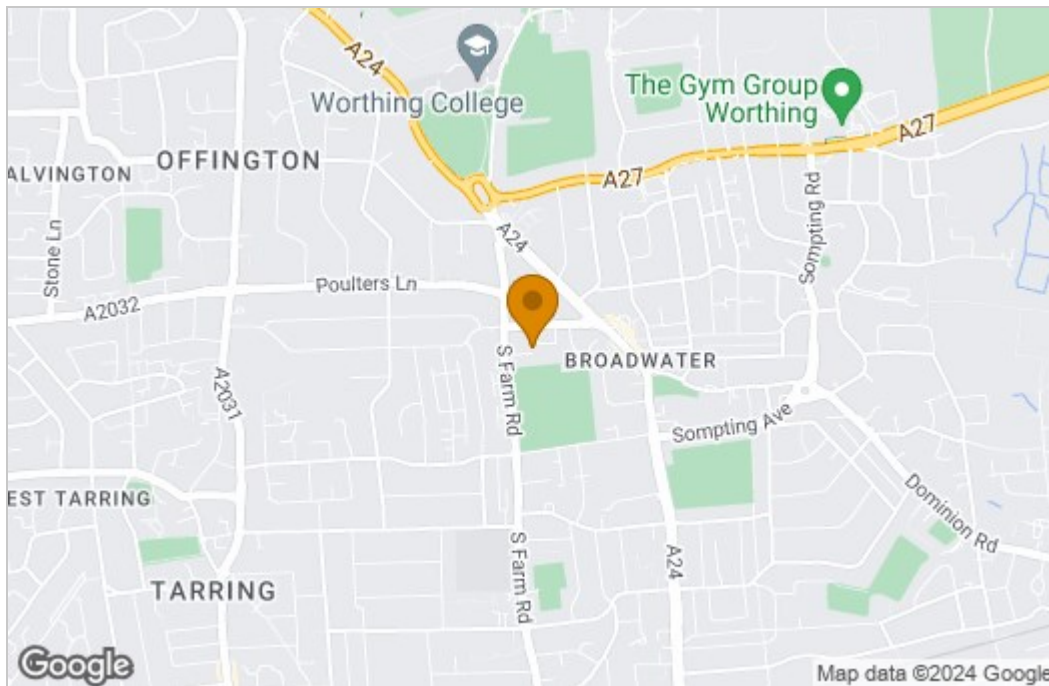 A24
Worthing College
The Gym Group
Worthing
A27
A27
OFFINGTON
ALVINGTON
Stone Ln
A24
Sompting Rd
Poulters Ln
A2032
BROADWATER
S Farm Rd
A2031
Sompting Ave
EST TARRING
Dominion Rd
S Farm Rd
A24
TARRING
Google
Map data ©2024 Google